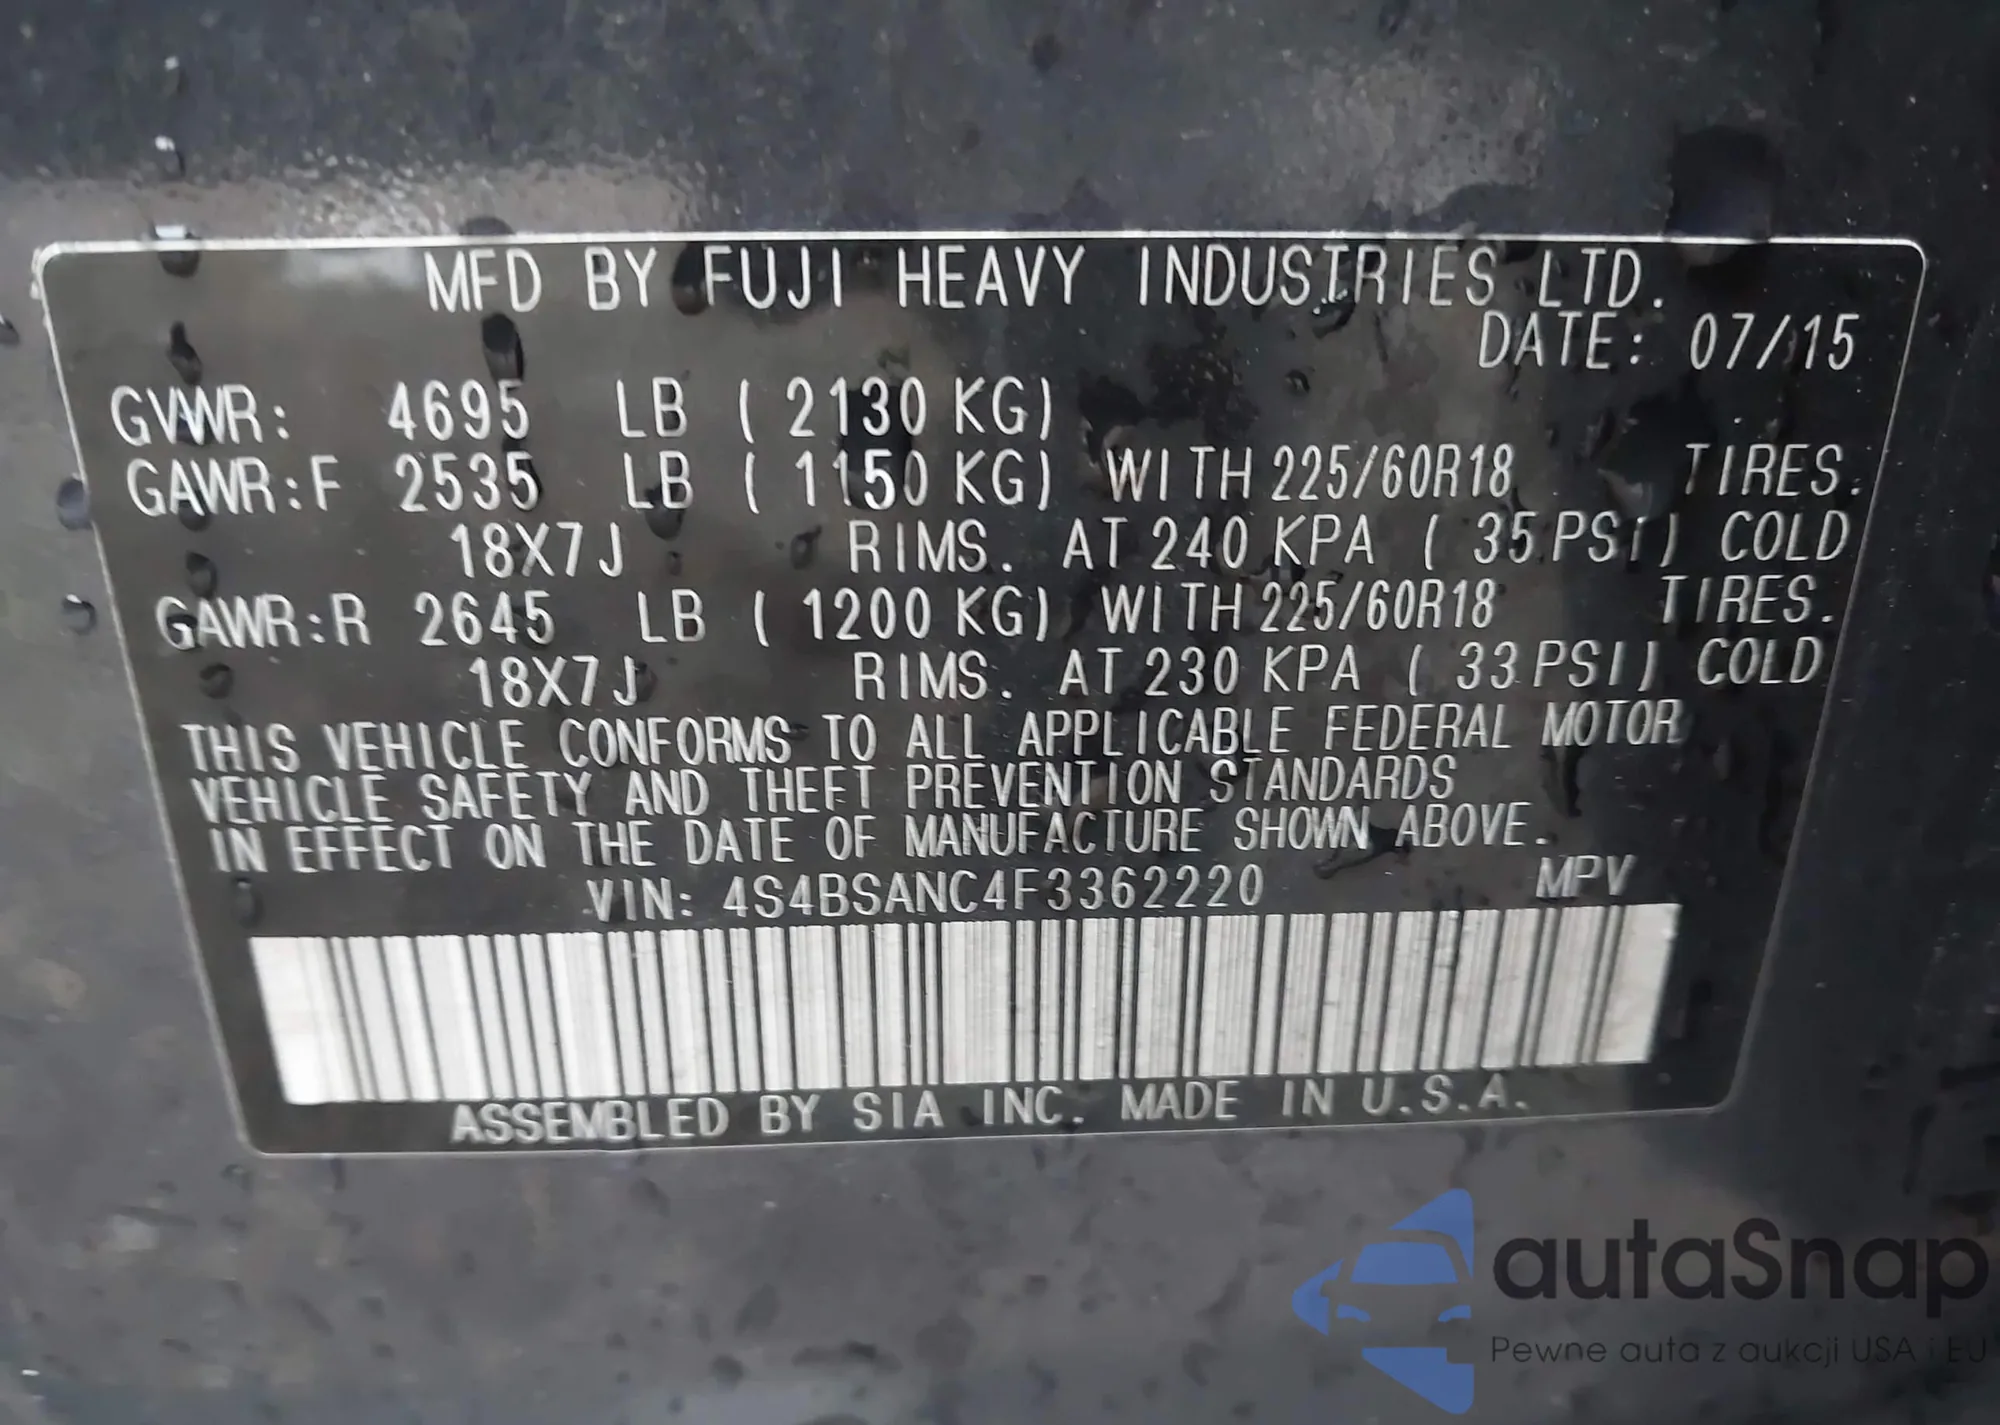 MFD BY FUJI HEAVY INDUSTRIES LTD.
DATE: 07/15
GVWR: 4695 LB ( 2130 KG)
GAWR:F 2535 LB ( 1150 KG) WITH 225/60R18 TIRES.
18X7J RIMS. AT 240 KPA ( 35 PSI) COLD
GAWR:R 2645 LB ( 1200 KG) WITH 225/60R18 TIRES.
18X7J RIMS. AT 230 KPA ( 33 PSI) COLD
THIS VEHICLE CONFORMS TO ALL APPLICABLE FEDERAL MOTOR
VEHICLE SAFETY AND THEFT PREVENTION STANDARDS
IN EFFECT ON THE DATE OF MANUFACTURE SHOWN ABOVE.
VIN: 4S4BSANC4F3362220 MPV
ASSEMBLED BY SIA INC. MADE IN U.S.A.
autaSnap
Pewne auta z aukcji USA i EU